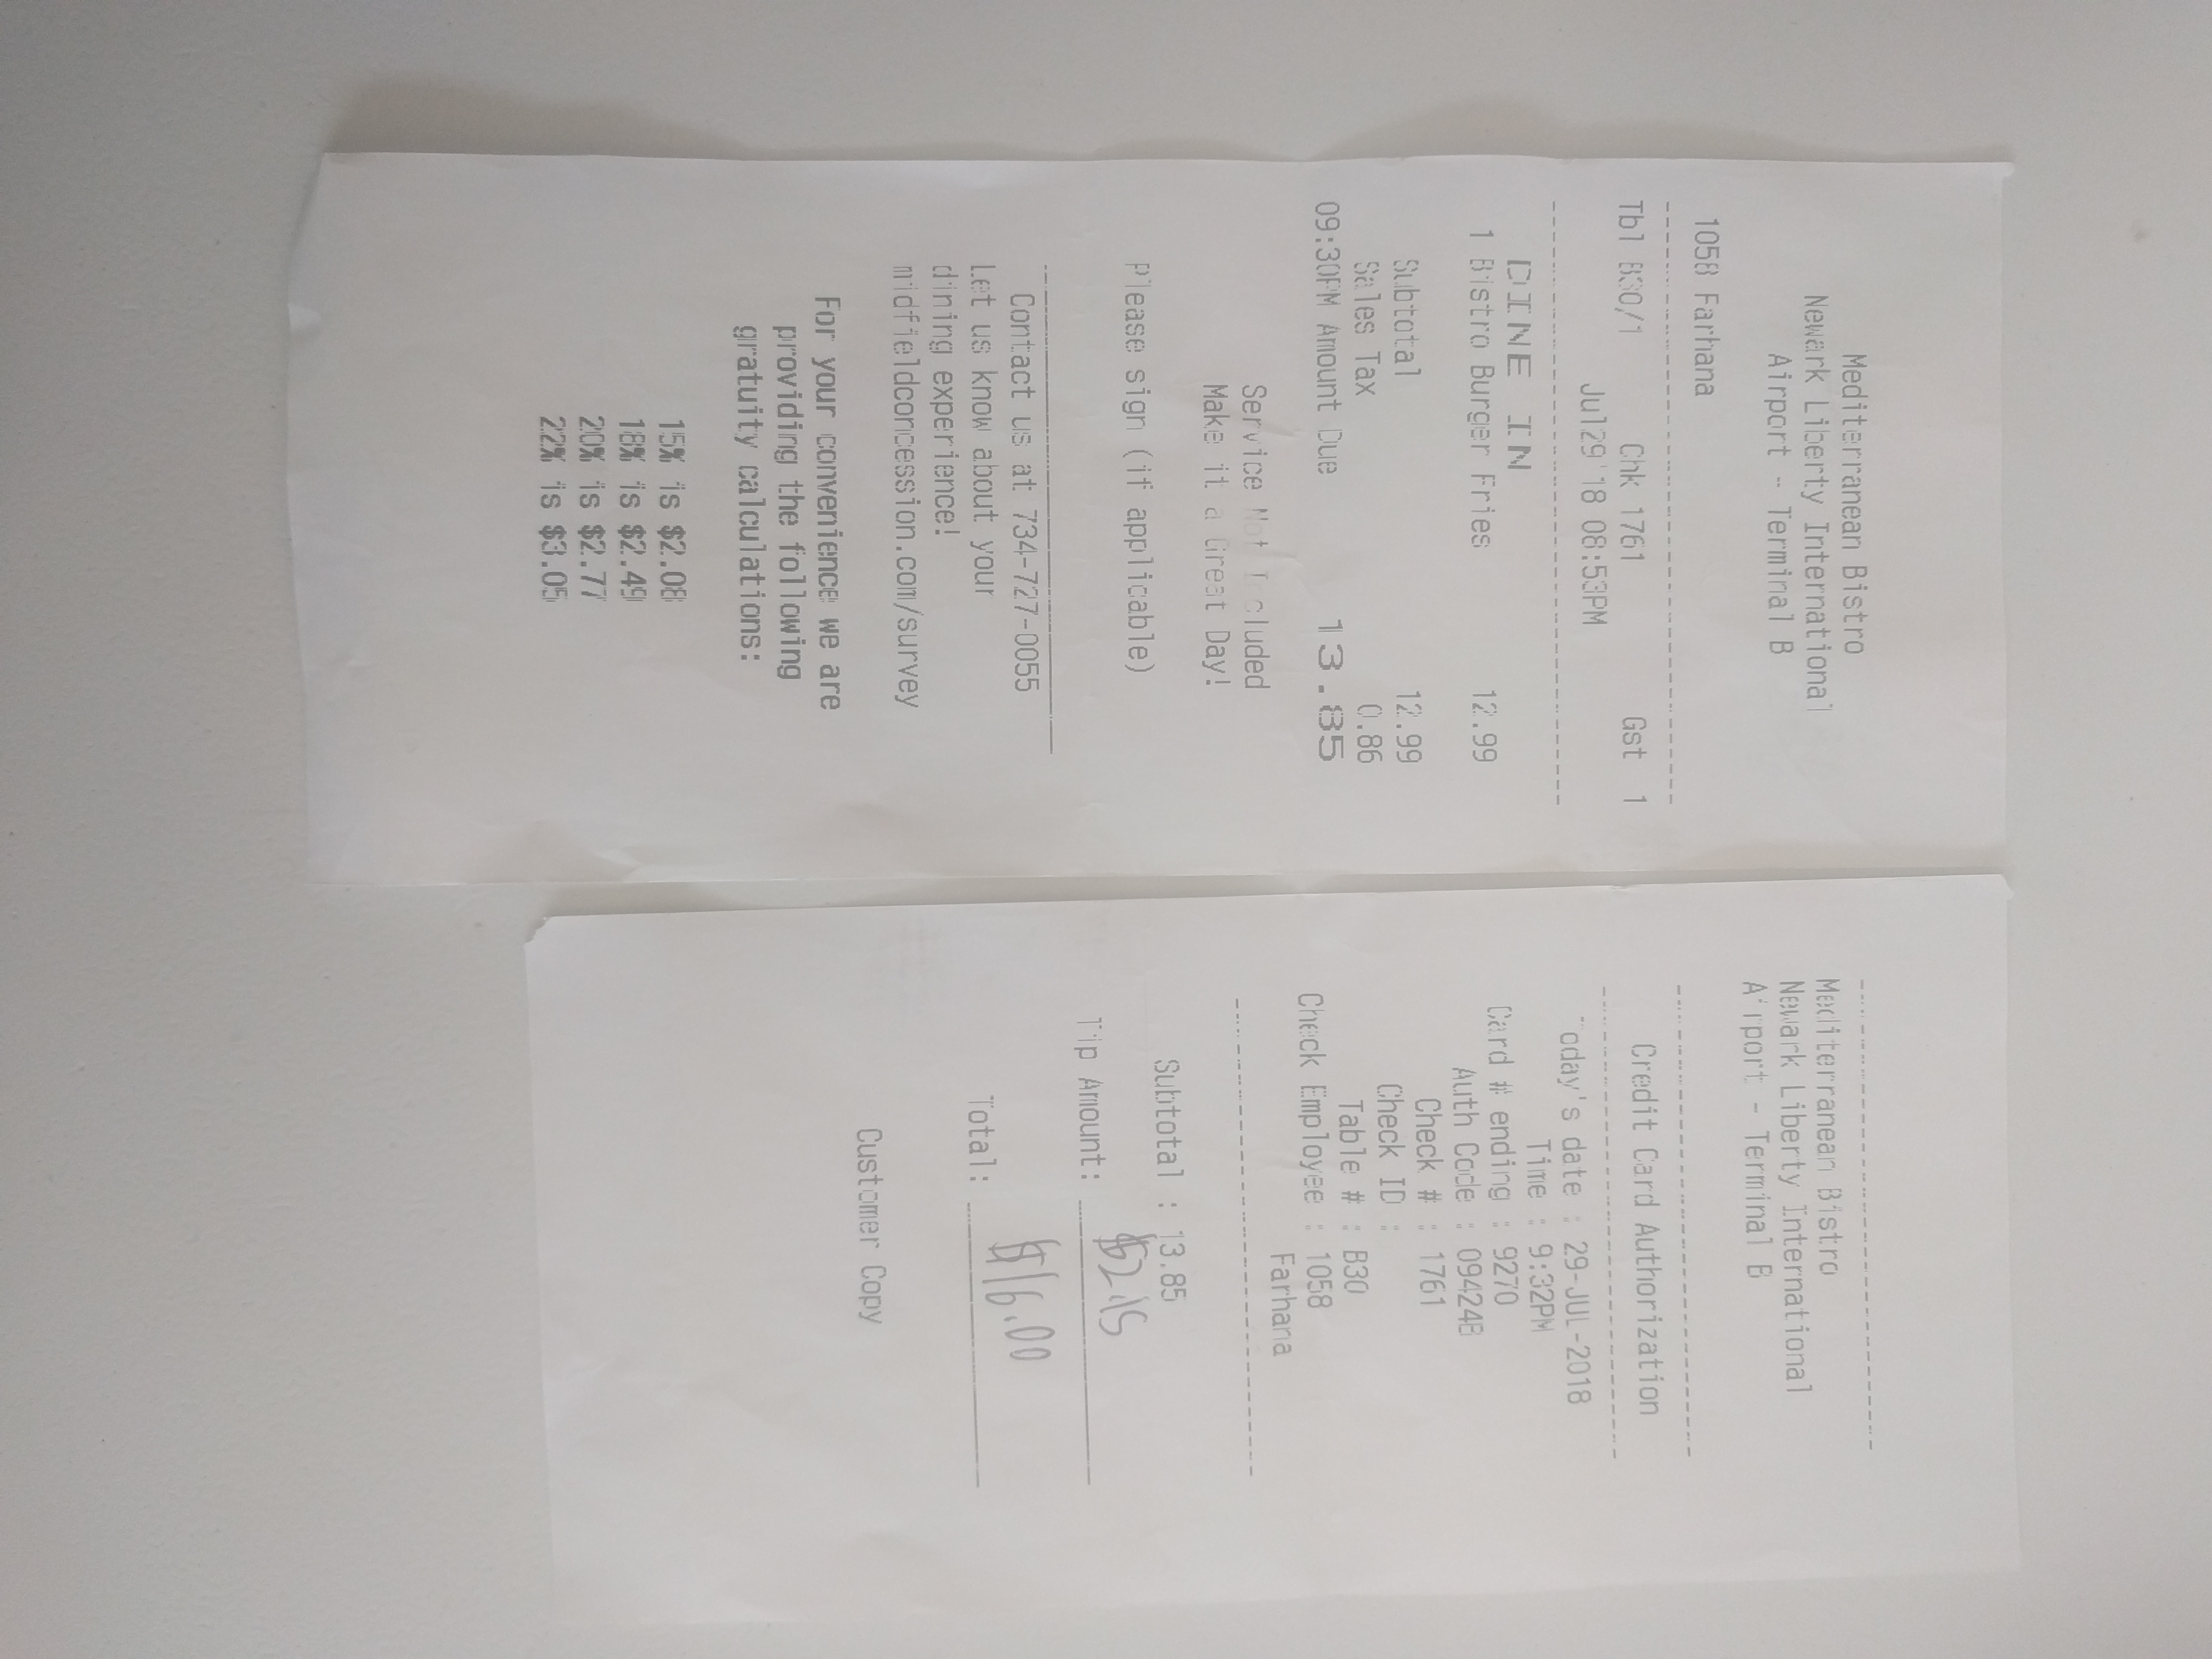 Mediterranean Bistro
Newark Liberty International
Airport - Terminal B
1058 Farhana
Tbl B30/1 Chk 1761 Gst 1
Jul29'18 08:53PM
DINE IN
1 Bistro Burger Fries 12.99
Subtotal 12.99
Sales Tax 0.86
09:30PM Amount Due 13.85
Service Not I cluded
Make it a Great Day!
Please sign (if applicable)
Contact us at 734-727-0055
Let us know about your
dining experience!
midfieldconcession.com/survey
For your convenience we are
providing the following
gratuity calculations:
15% is $2.08
18% is $2.49
20% is $2.77
22% is $3.05
Mediterranean Bistro
Newark Liberty International
Airport - Terminal B
Credit Card Authorization
Today's date : 29-JUL-2018
Time : 9:32PM
Card # ending : 9270
Auth Code : 09424B
Check # : 1761
Check ID :
Table # : B30
Check Employee : 1058
Farhana
Subtotal : 13.85
Tip Amount: $2.15
Total: $16.00
Customer Copy